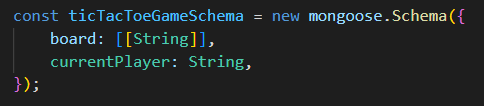 const ticTacToeGameSchema = new mongoose.Schema({
    board: [[String]],
    currentPlayer: String,
});